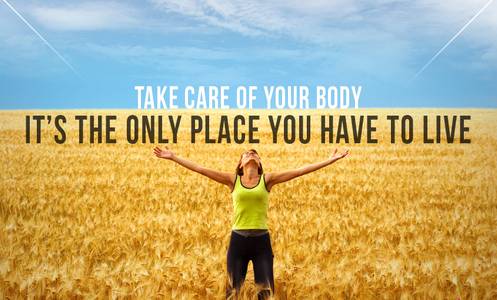 TAKE CARE OF YOUR BODY
IT'S THE ONLY PLACE YOU HAVE TO LIVE